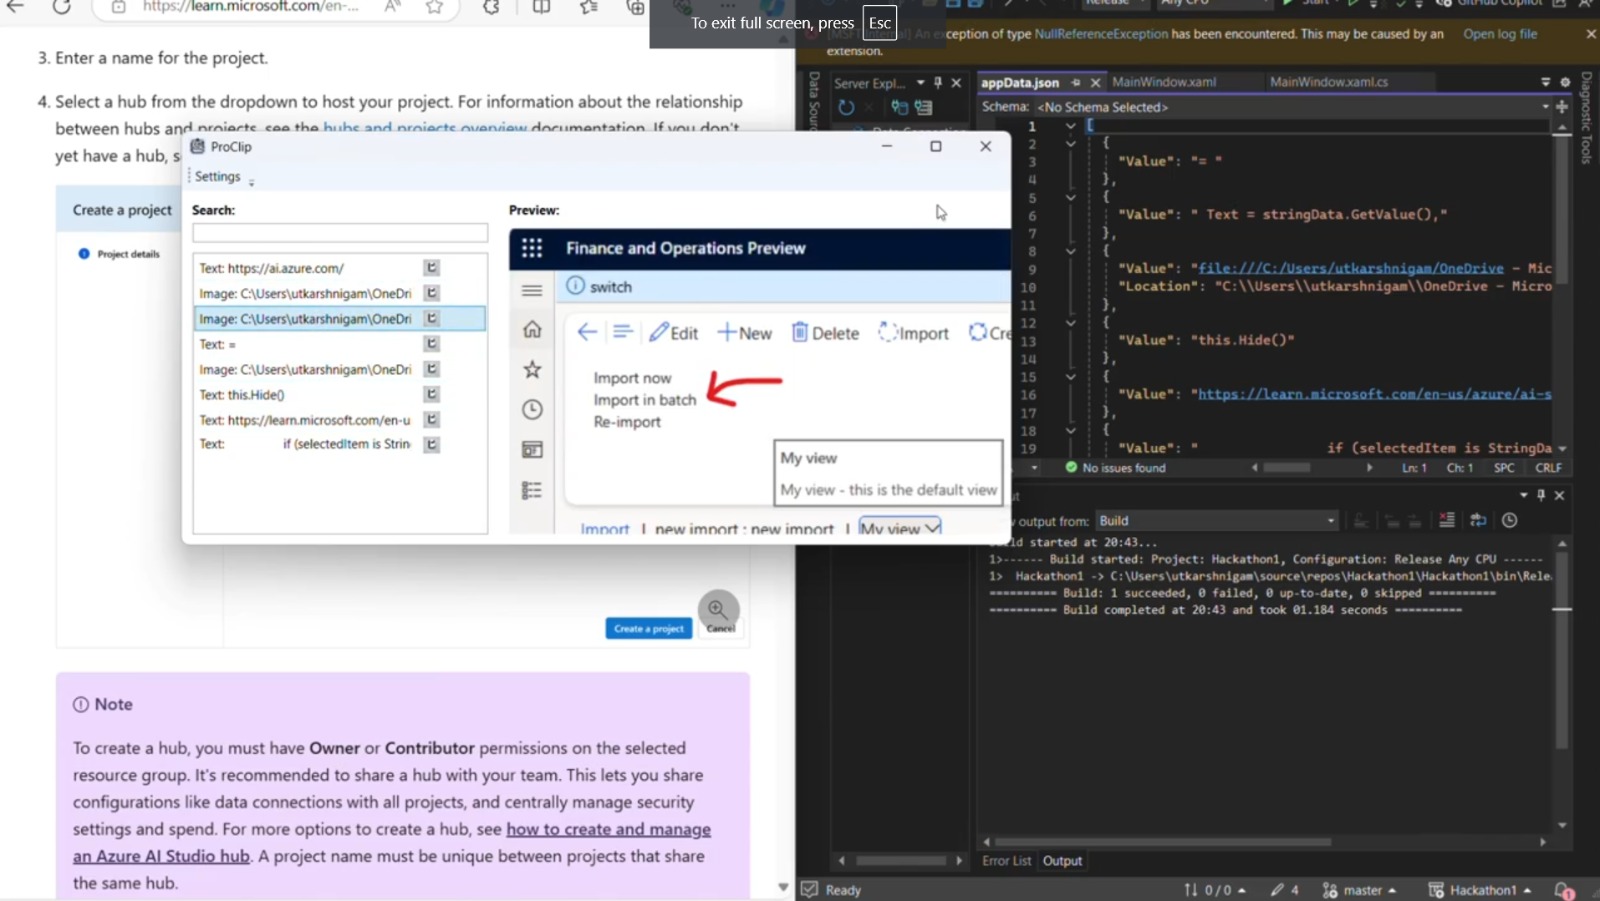 https://learn.microsoft.com/en-...
To exit full screen, press Esc
3. Enter a name for the project.
4. Select a hub from the dropdown to host your project. For information about the relationship
between hubs and projects, see the hubs and projects overview documentation. If you don't
yet have a hub, s
Create a project
Project details
Create a project
Cancel
Note
To create a hub, you must have Owner or Contributor permissions on the selected
resource group. It's recommended to share a hub with your team. This lets you share
configurations like data connections with all projects, and centrally manage security
settings and spend. For more options to create a hub, see how to create and manage
an Azure AI Studio hub. A project name must be unique between projects that share
the same hub.
ProClip
Settings
Search:
Text: https://ai.azure.com/
Image: C:\Users\utkarshnigam\OneDri
Image: C:\Users\utkarshnigam\OneDri
Text: =
Image: C:\Users\utkarshnigam\OneDri
Text: this.Hide()
Text: https://learn.microsoft.com/en-u
Text: if (selectedItem is Strin
Preview:
Finance and Operations Preview
switch
Edit New Delete Import Cre
Import now
Import in batch
Re-import
My view
My view - this is the default view
Import | new import : new import | My view
Release Any CPU Start GitHub Copilot
An exception of type NullReferenceException has been encountered. This may be caused by an Open log file
extension.
Server Expl...
appData.json MainWindow.xaml MainWindow.xaml.cs
Schema: <No Schema Selected>
Diagnostic Tools
1 [
2 {
3 "Value": "= "
4 },
5 {
6 "Value": " Text = stringData.GetValue(),"
7 },
8 {
9 "Value": "file:///C:/Users/utkarshnigam/OneDrive – Mic
10 "Location": "C:\\Users\\utkarshnigam\\OneDrive – Micro
11 },
12 {
13 "Value": "this.Hide()"
14 },
15 {
16 "Value": "https://learn.microsoft.com/en-us/azure/ai-s
17 },
18 {
19 "Value": " if (selectedItem is StringDa
No issues found Ln: 1 Ch: 1 SPC CRLF
output from: Build
started at 20:43...
1>------ Build started: Project: Hackathon1, Configuration: Release Any CPU ------
1> Hackathon1 -> C:\Users\utkarshnigam\source\repos\Hackathon1\Hackathon1\bin\Rele
========== Build: 1 succeeded, 0 failed, 0 up-to-date, 0 skipped ==========
========== Build completed at 20:43 and took 01.184 seconds ==========
Error List Output
Ready 0 / 0 4 master Hackathon1 1